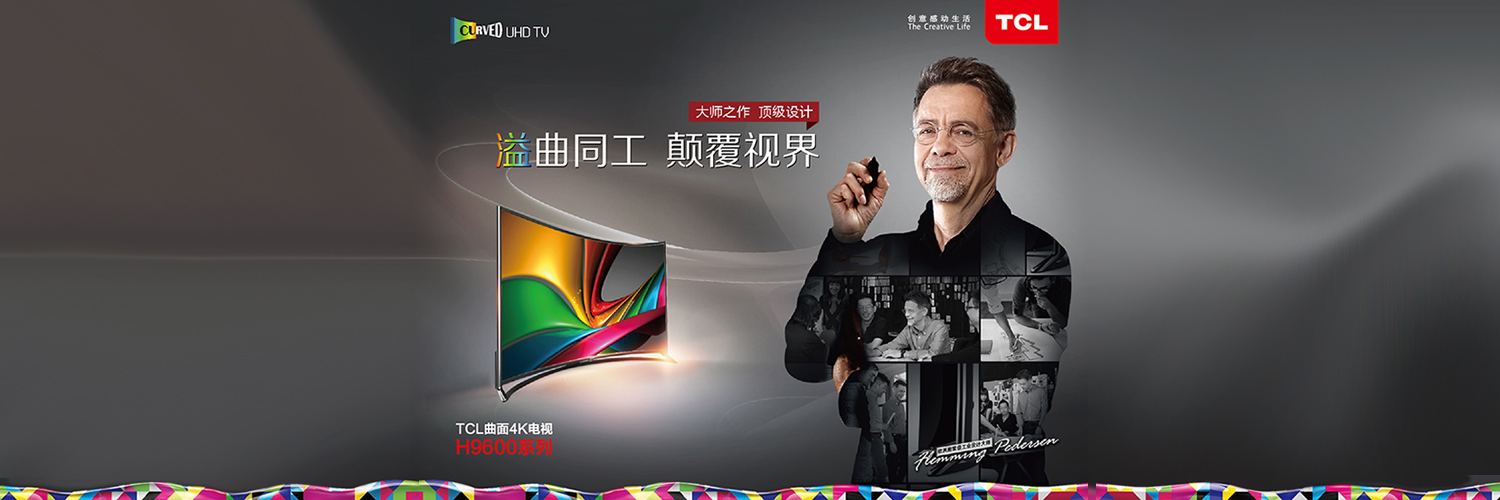 CURVED UHD TV
创意感动生活
The Creative Life
TCL
大师之作 顶级设计
溢曲同工 颠覆视界
TCL曲面4K电视
H9600系列
Flemming Pedersen